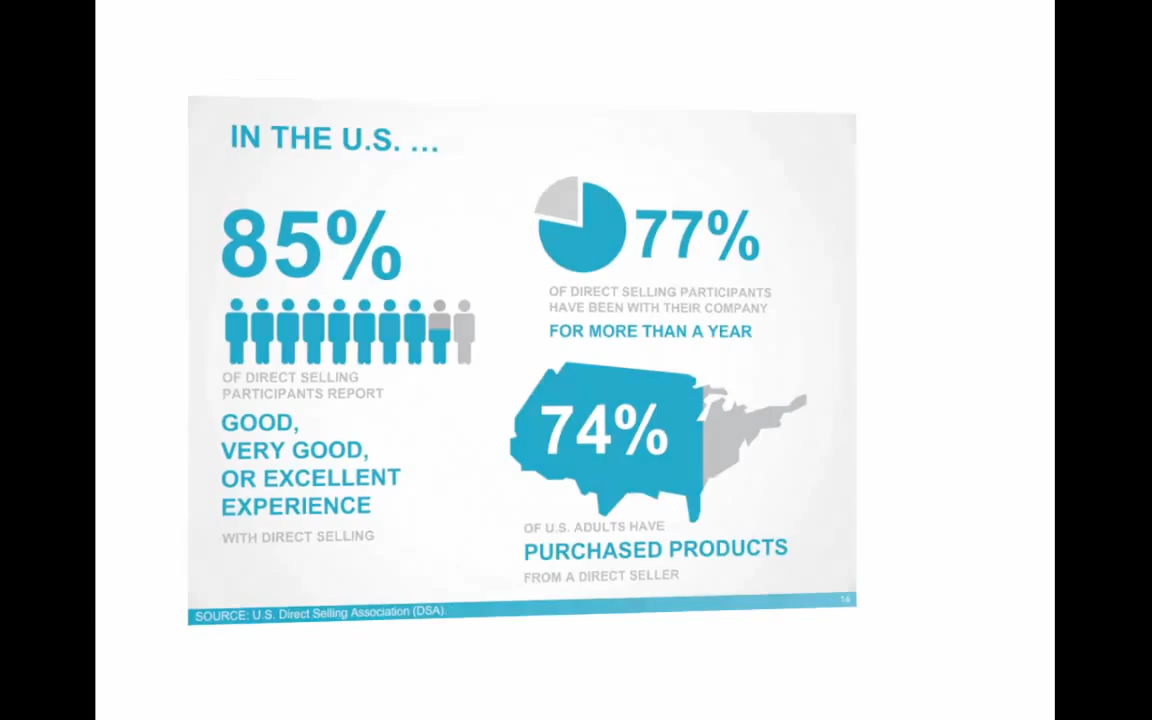 IN THE U.S. ...
85%
OF DIRECT SELLING
PARTICIPANTS REPORT
GOOD,
VERY GOOD,
OR EXCELLENT
EXPERIENCE
WITH DIRECT SELLING
77%
OF DIRECT SELLING PARTICIPANTS
HAVE BEEN WITH THEIR COMPANY
FOR MORE THAN A YEAR
74%
OF U.S. ADULTS HAVE
PURCHASED PRODUCTS
FROM A DIRECT SELLER
SOURCE: U.S. Direct Selling Association (DSA).